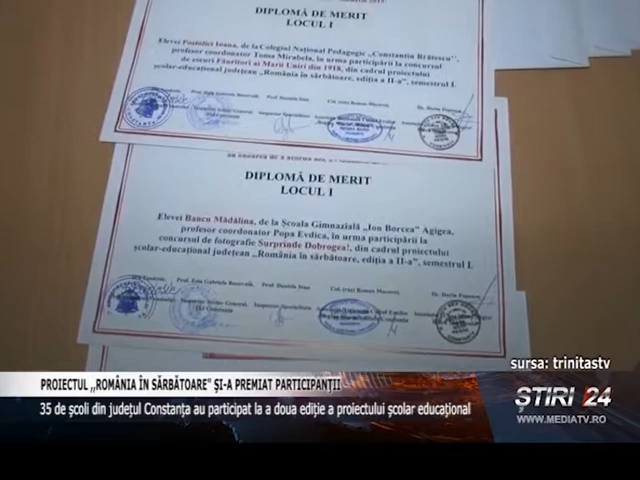 DIPLOMĂ DE MERIT
LOCUL I
Elevei Postolici Ioana, de la Colegiul Național Pedagogic „Constantin Brătescu”,
profesor coordonator Toma Mirabela, în urma participării la concursul
de eseuri Făuritori ai Marii Uniri din 1918, din cadrul proiectului
școlar-educațional județean „România în sărbătoare, ediția a II-a”, semestrul I.
DIPLOMĂ DE MERIT
LOCUL I
Elevei Bancu Mădălina, de la Școala Gimnazială „Ion Borcea” Agigea,
profesor coordonator Popa Evdica, în urma participării la
concursul de fotografie Surprinde Dobrogea!, din cadrul proiectului
școlar-educațional județean „România în sărbătoare, ediția a II-a”, semestrul I.
sursa: trinitastv
PROIECTUL ,,ROMÂNIA ÎN SĂRBĂTOARE" ȘI-A PREMIAT PARTICIPANȚII
35 de școli din județul Constanța au participat la a doua ediție a proiectului școlar educațional
ȘTIRI 24
WWW.MEDIATV.RO